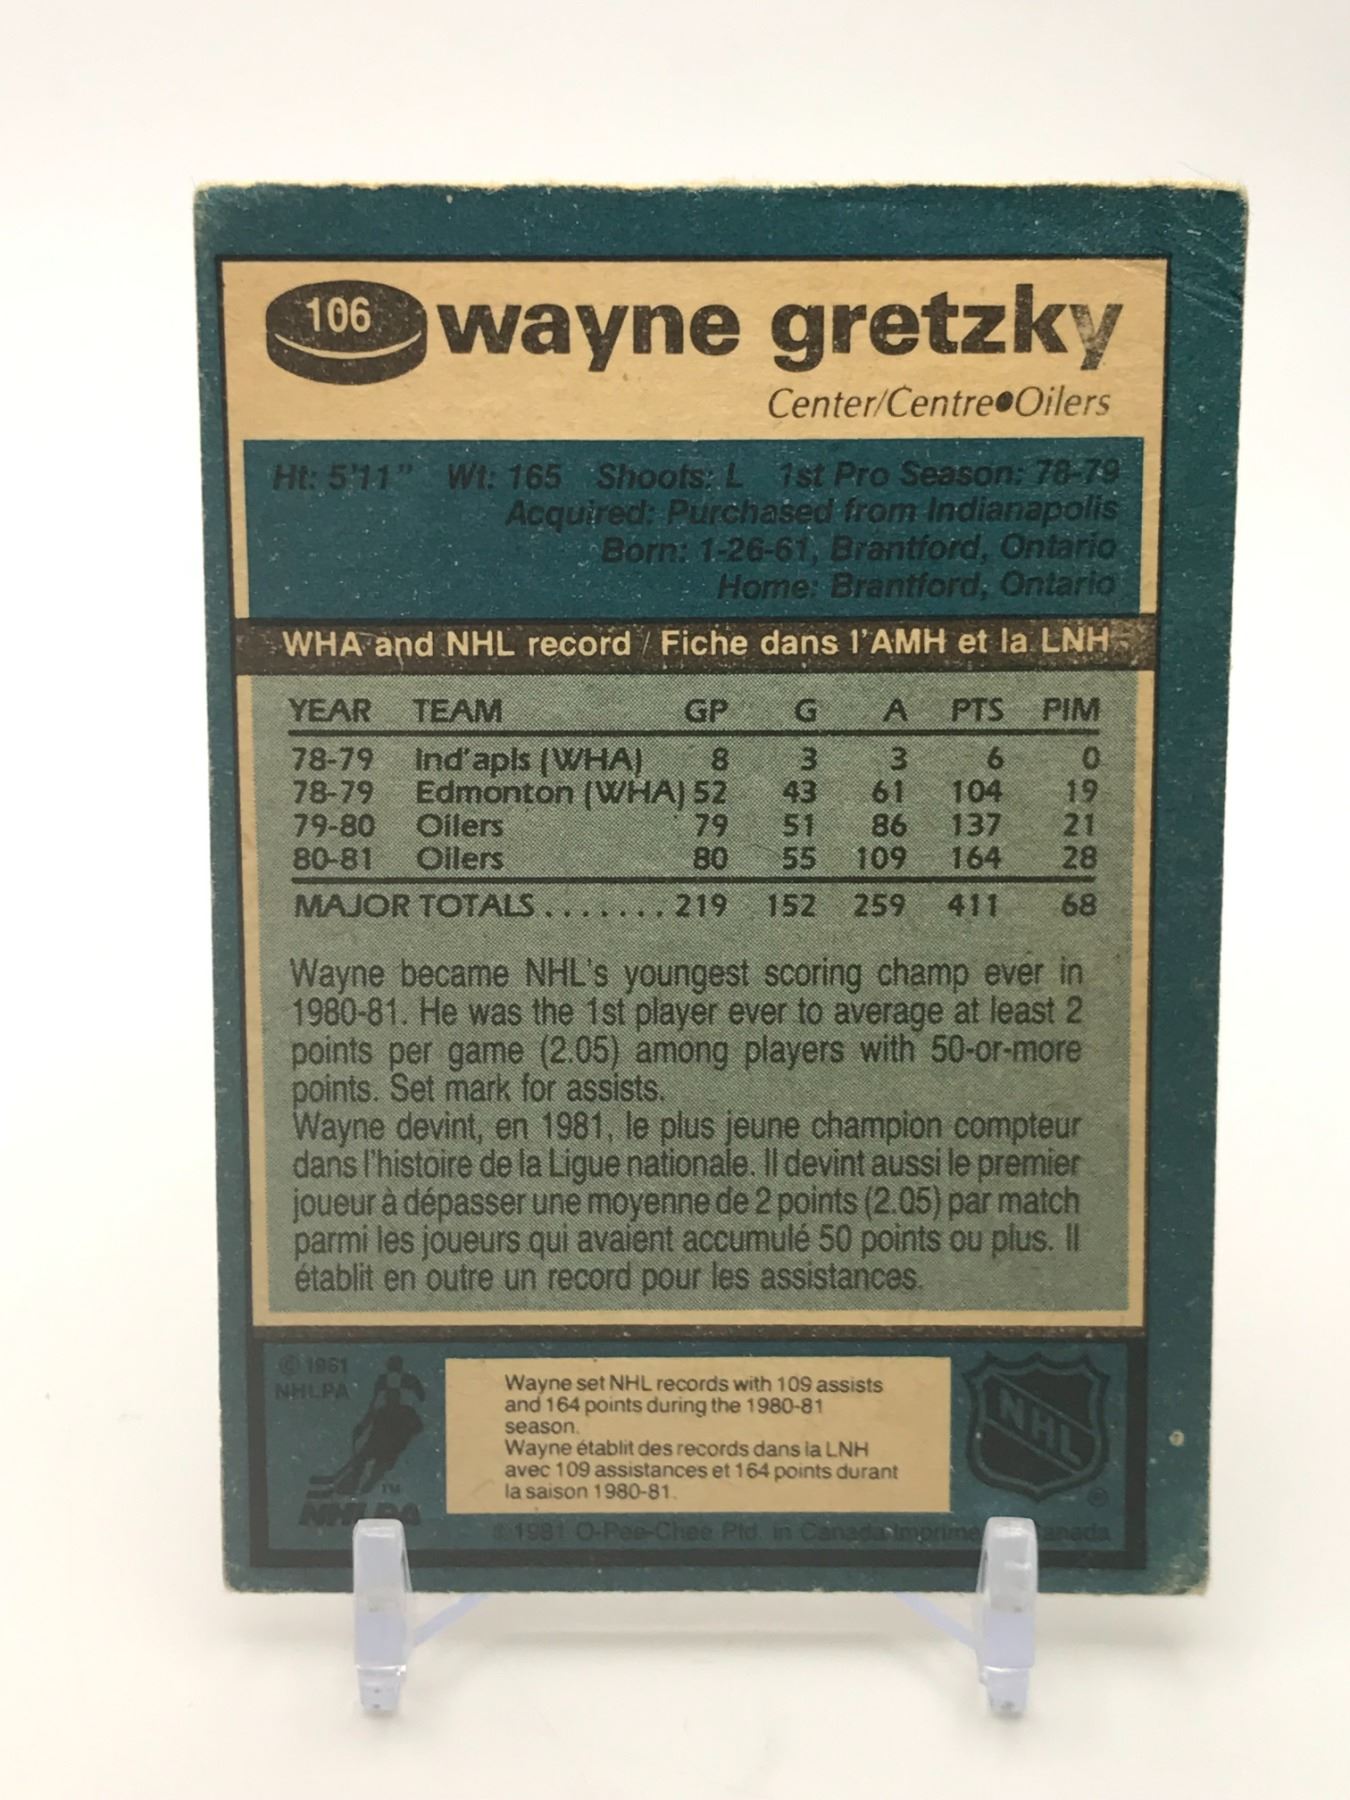 106 wayne gretzky
Center/Centre•Oilers
Ht: 5'11" Wt: 165 Shoots: L 1st Pro Season: 78-79
Acquired: Purchased from Indianapolis
Born: 1-26-61, Brantford, Ontario
Home: Brantford, Ontario
WHA and NHL record / Fiche dans l'AMH et la LNH
YEAR TEAM GP G A PTS PIM
78-79 Ind'apls (WHA) 8 3 3 6 0
78-79 Edmonton (WHA) 52 43 61 104 19
79-80 Oilers 79 51 86 137 21
80-81 Oilers 80 55 109 164 28
MAJOR TOTALS....... 219 152 259 411 68
Wayne became NHL's youngest scoring champ ever in
1980-81. He was the 1st player ever to average at least 2
points per game (2.05) among players with 50-or-more
points. Set mark for assists.
Wayne devint, en 1981, le plus jeune champion compteur
dans l'histoire de la Ligue nationale. Il devint aussi le premier
joueur à dépasser une moyenne de 2 points (2.05) par match
parmi les joueurs qui avaient accumulé 50 points ou plus. Il
établit en outre un record pour les assistances.
© 1981
NHLPA
TM
NHLPA
Wayne set NHL records with 109 assists
and 164 points during the 1980-81
season.
Wayne établit des records dans la LNH
avec 109 assistances et 164 points durant
la saison 1980-81.
NHL
®
1981 O-Pee-Chee Ptd. in Canada-Imprime Canada